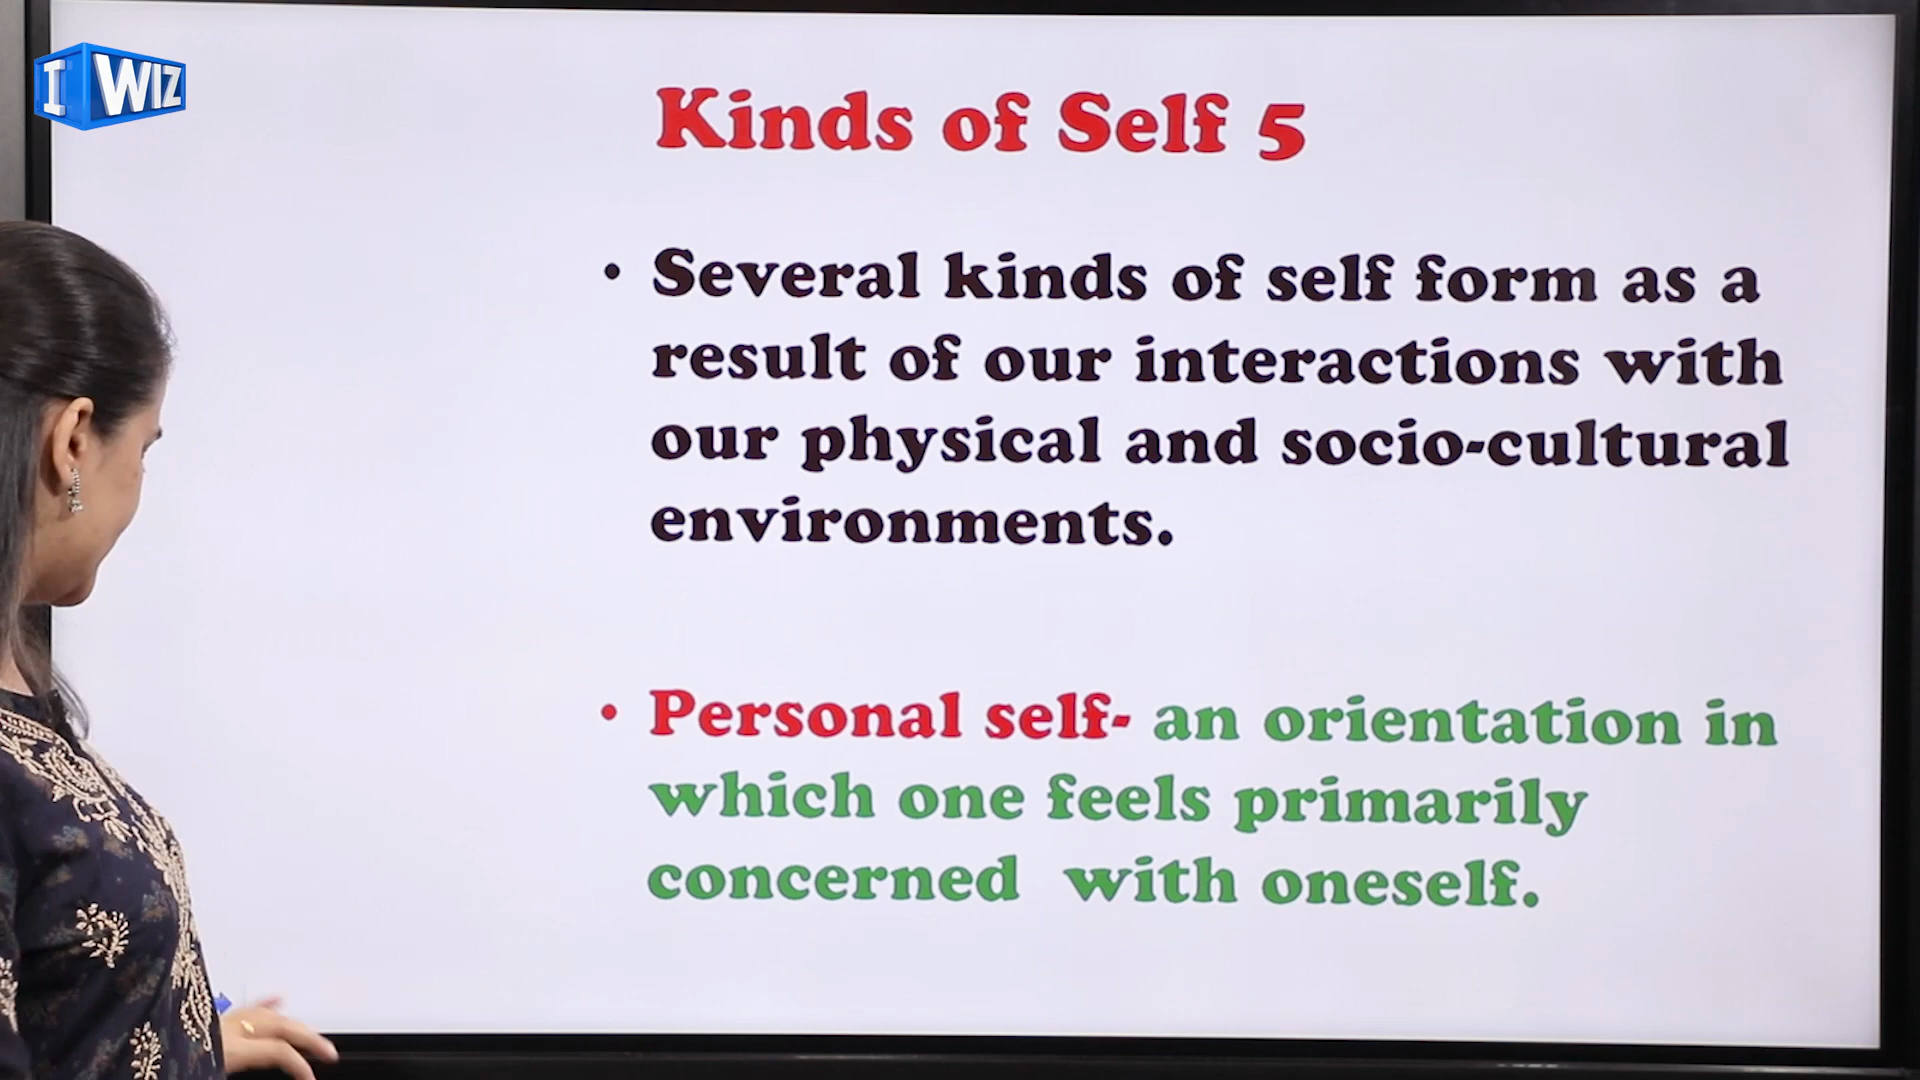 I WIZ
Kinds of Self 5
• Several kinds of self form as a
result of our interactions with
our physical and socio-cultural
environments.
• Personal self- an orientation in
which one feels primarily
concerned with oneself.